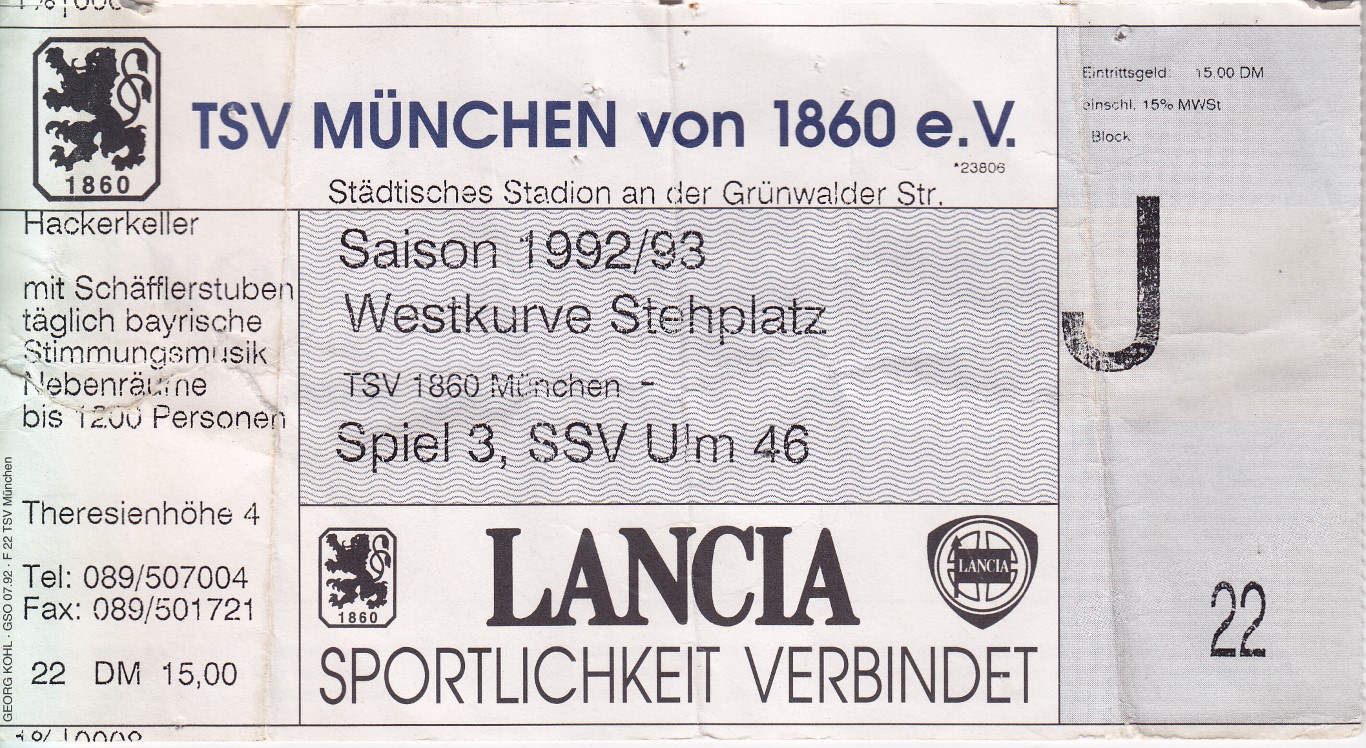 1860
TSV MÜNCHEN von 1860 e.V.
*23806
Städtisches Stadion an der Grünwalder Str.
Hackerkeller
mit Schäfflerstuben
täglich bayrische
Stimmungsmusik
Nebenräume
bis 1200 Personen
Theresienhöhe 4
Tel: 089/507004
Fax: 089/501721
22 DM 15,00
GEORG KOHL · GSO 07.92 · F 22 TSV München
Saison 1992/93
Westkurve Stehplatz
TSV 1860 München -
Spiel 3, SSV Ulm 46
1860
LANCIA
LANCIA
SPORTLICHKEIT VERBINDET
Eintrittsgeld 15.00 DM
einschl. 15% MWSt
Block
J
22